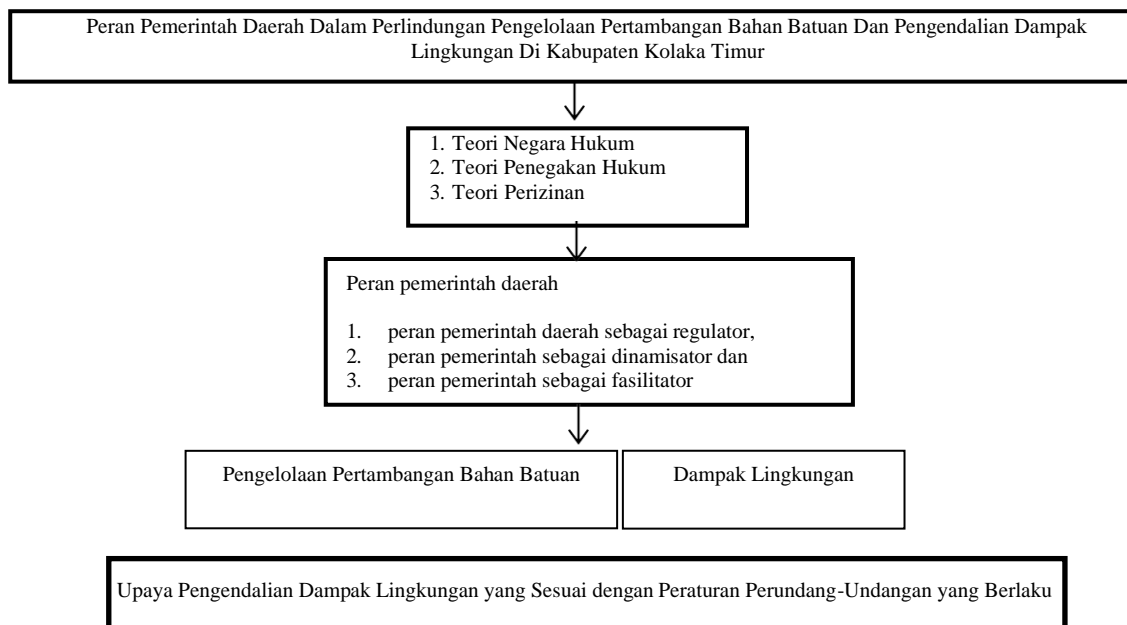 Peran Pemerintah Daerah Dalam Perlindungan Pengelolaan Pertambangan Bahan Batuan Dan Pengendalian Dampak
Lingkungan Di Kabupaten Kolaka Timur
1. Teori Negara Hukum
2. Teori Penegakan Hukum
3. Teori Perizinan
Peran pemerintah daerah
1. peran pemerintah daerah sebagai regulator,
2. peran pemerintah sebagai dinamisator dan
3. peran pemerintah sebagai fasilitator
Pengelolaan Pertambangan Bahan Batuan
Dampak Lingkungan
Upaya Pengendalian Dampak Lingkungan yang Sesuai dengan Peraturan Perundang-Undangan yang Berlaku